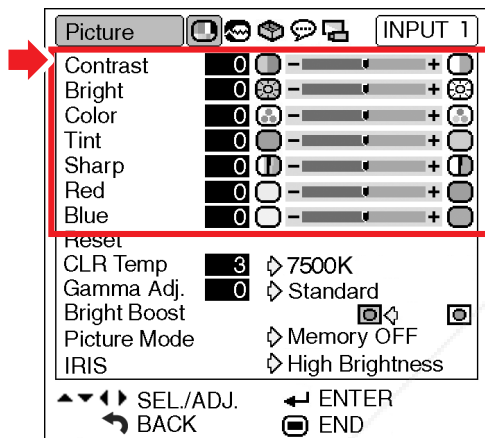 Picture INPUT 1
Contrast 0 - +
Bright 0 - +
Color 0 - +
Tint 0 - +
Sharp 0 - +
Red 0 - +
Blue 0 - +
Reset
CLR Temp 3 7500K
Gamma Adj. 0 Standard
Bright Boost
Picture Mode Memory OFF
IRIS High Brightness
SEL./ADJ. ENTER
BACK END